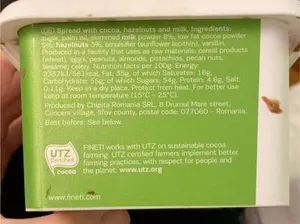 Spread with cocoa, hazelnuts and milk. Ingredients:
sugar, palm oil, skimmed milk powder 8%, low fat cocoa powder
5%, hazelnuts 3%, emulsifier (sunflower lecithin), vanillin.
Produced in a facility that uses as raw materials: cereal products
(wheat), eggs, peanuts, almonds, pistachios, pecan nuts,
sesame, celery. Nutrition facts per 100g: Energy
2337kJ/561kcal, Fat: 35g, of which Saturates: 16g,
Carbohydrate: 55g, of which Sugars: 54g, Protein: 4.6g, Salt:
0.11g. Keep in a dry place. Protect from heat. For better use
keep at room temperature (15°C - 25°C).
Produced by Chipita Romania SRL, 8 Drumul Mare street,
Clinceni village, Ilfov county, postal code: 077060 - Romania.
Best before: See below.
UTZ
Certified
cocoa
FINETI works with UTZ on sustainable cocoa
farming. UTZ certified farmers implement better
farming practices, with respect for people and
the planet. www.utz.org
www.fineti.com